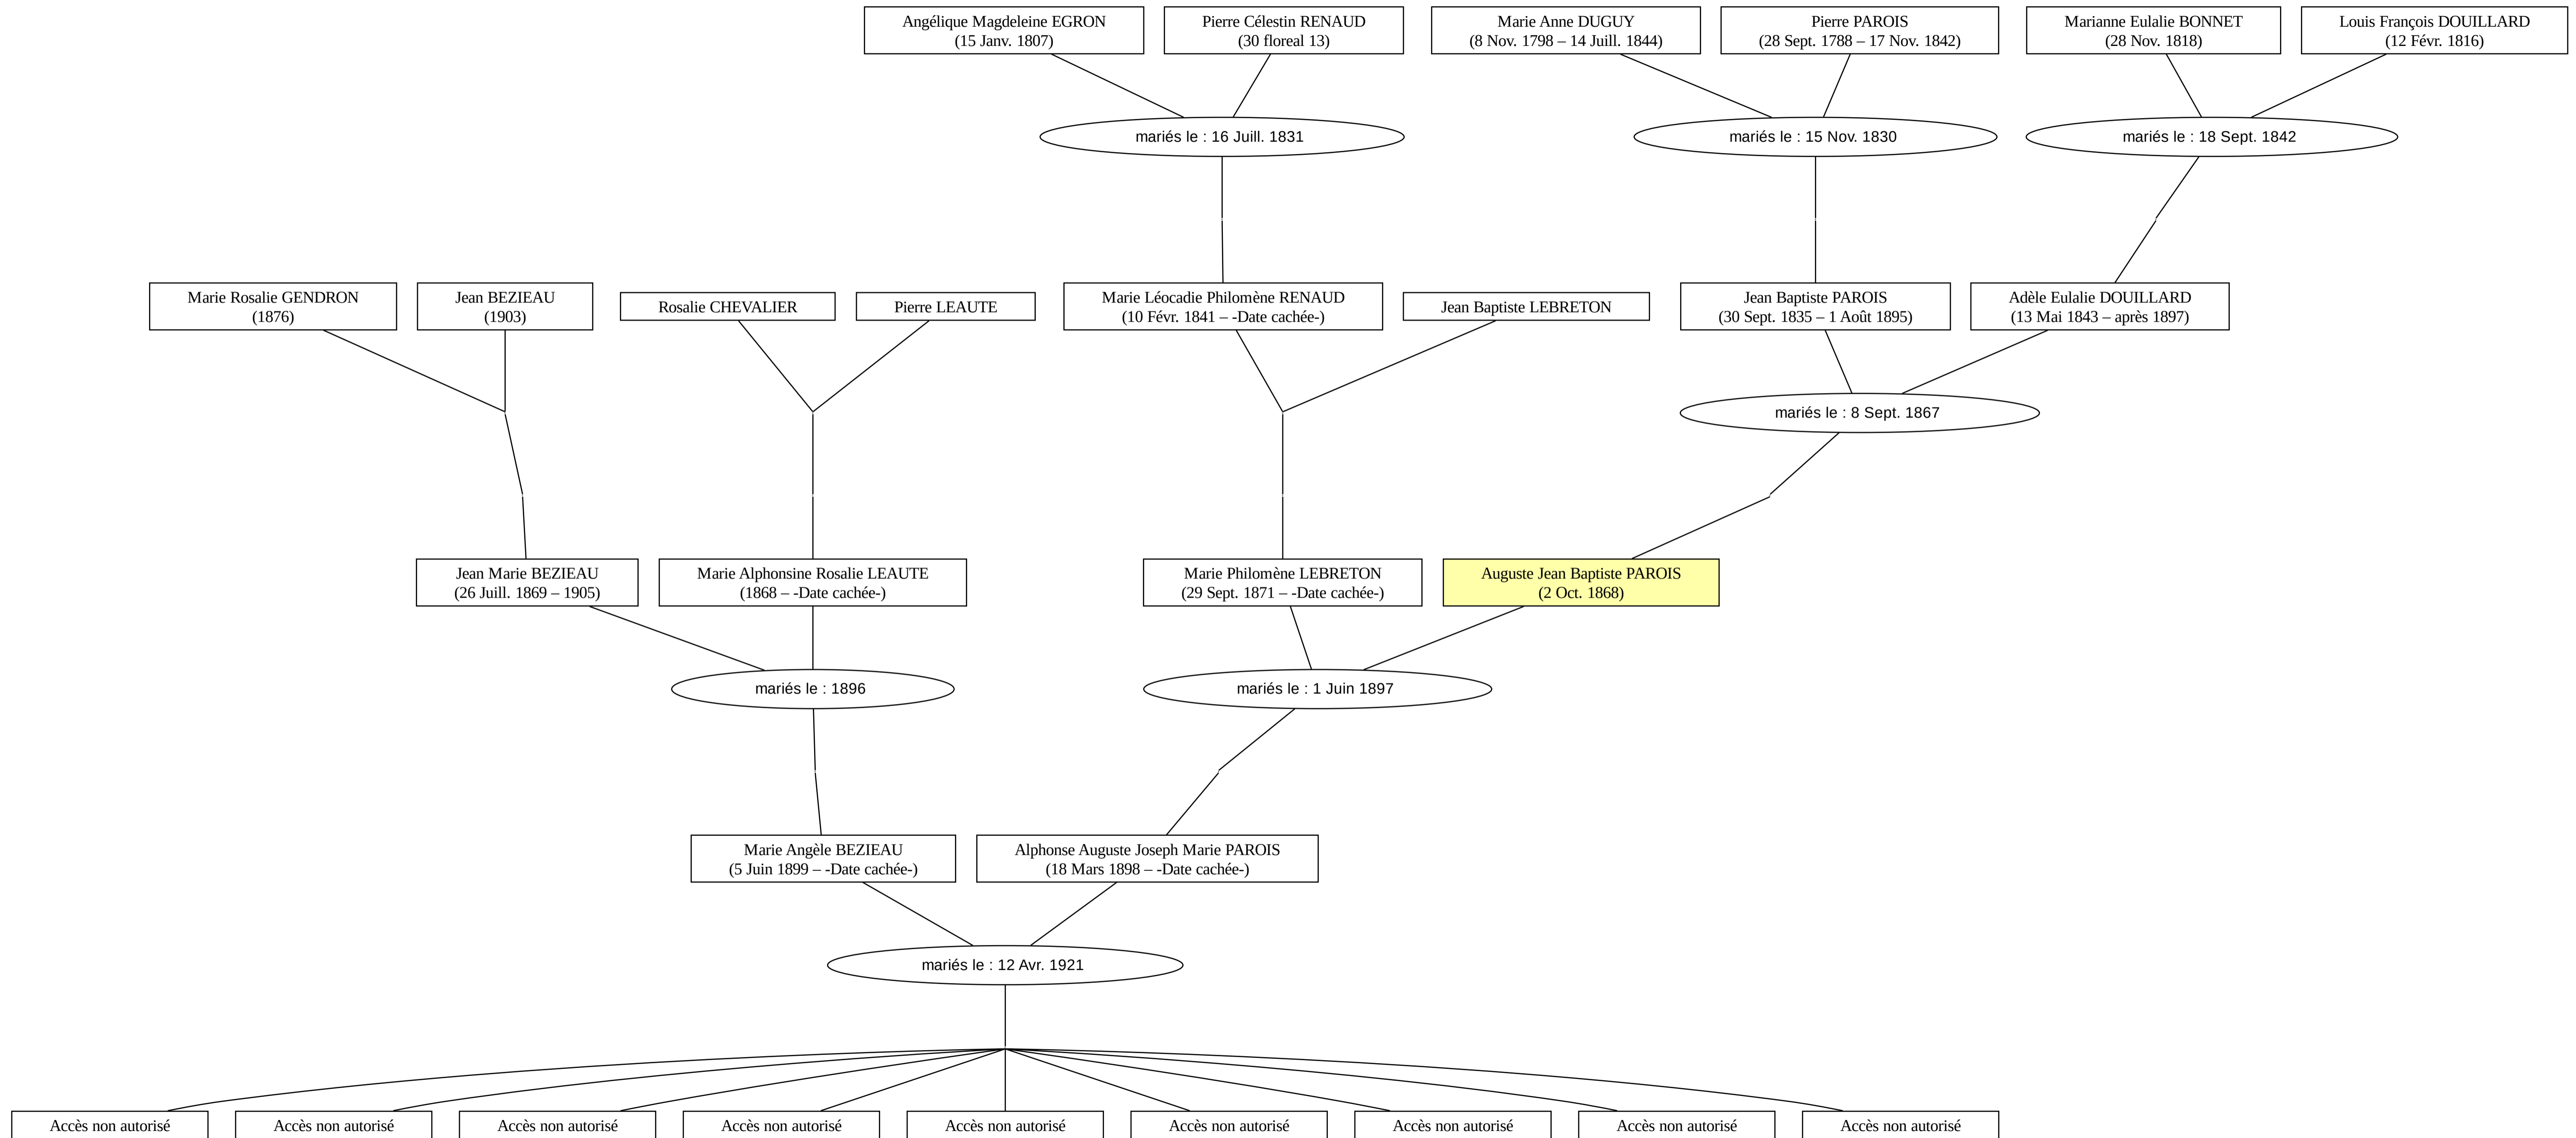 Angélique Magdeleine EGRON
(15 Janv. 1807)
Pierre Célestin RENAUD
(30 floreal 13)
Marie Anne DUGUY
(8 Nov. 1798 – 14 Juill. 1844)
Pierre PAROIS
(28 Sept. 1788 – 17 Nov. 1842)
Marianne Eulalie BONNET
(28 Nov. 1818)
Louis François DOUILLARD
(12 Févr. 1816)
mariés le : 16 Juill. 1831
mariés le : 15 Nov. 1830
mariés le : 18 Sept. 1842
Marie Rosalie GENDRON
(1876)
Jean BEZIEAU
(1903)
Rosalie CHEVALIER
Pierre LEAUTE
Marie Léocadie Philomène RENAUD
(10 Févr. 1841 – -Date cachée-)
Jean Baptiste LEBRETON
Jean Baptiste PAROIS
(30 Sept. 1835 – 1 Août 1895)
Adèle Eulalie DOUILLARD
(13 Mai 1843 – après 1897)
mariés le : 8 Sept. 1867
Jean Marie BEZIEAU
(26 Juill. 1869 – 1905)
Marie Alphonsine Rosalie LEAUTE
(1868 – -Date cachée-)
Marie Philomène LEBRETON
(29 Sept. 1871 – -Date cachée-)
Auguste Jean Baptiste PAROIS
(2 Oct. 1868)
mariés le : 1896
mariés le : 1 Juin 1897
Marie Angèle BEZIEAU
(5 Juin 1899 – -Date cachée-)
Alphonse Auguste Joseph Marie PAROIS
(18 Mars 1898 – -Date cachée-)
mariés le : 12 Avr. 1921
Accès non autorisé
Accès non autorisé
Accès non autorisé
Accès non autorisé
Accès non autorisé
Accès non autorisé
Accès non autorisé
Accès non autorisé
Accès non autorisé